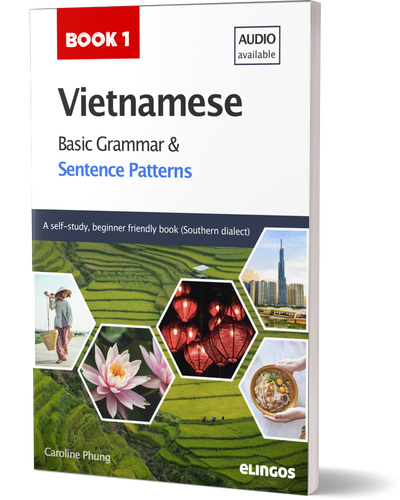 BOOK 1
AUDIO
available
Vietnamese
Basic Grammar &
Sentence Patterns
A self-study, beginner friendly book (Southern dialect)
Caroline Phung
ELINGOS